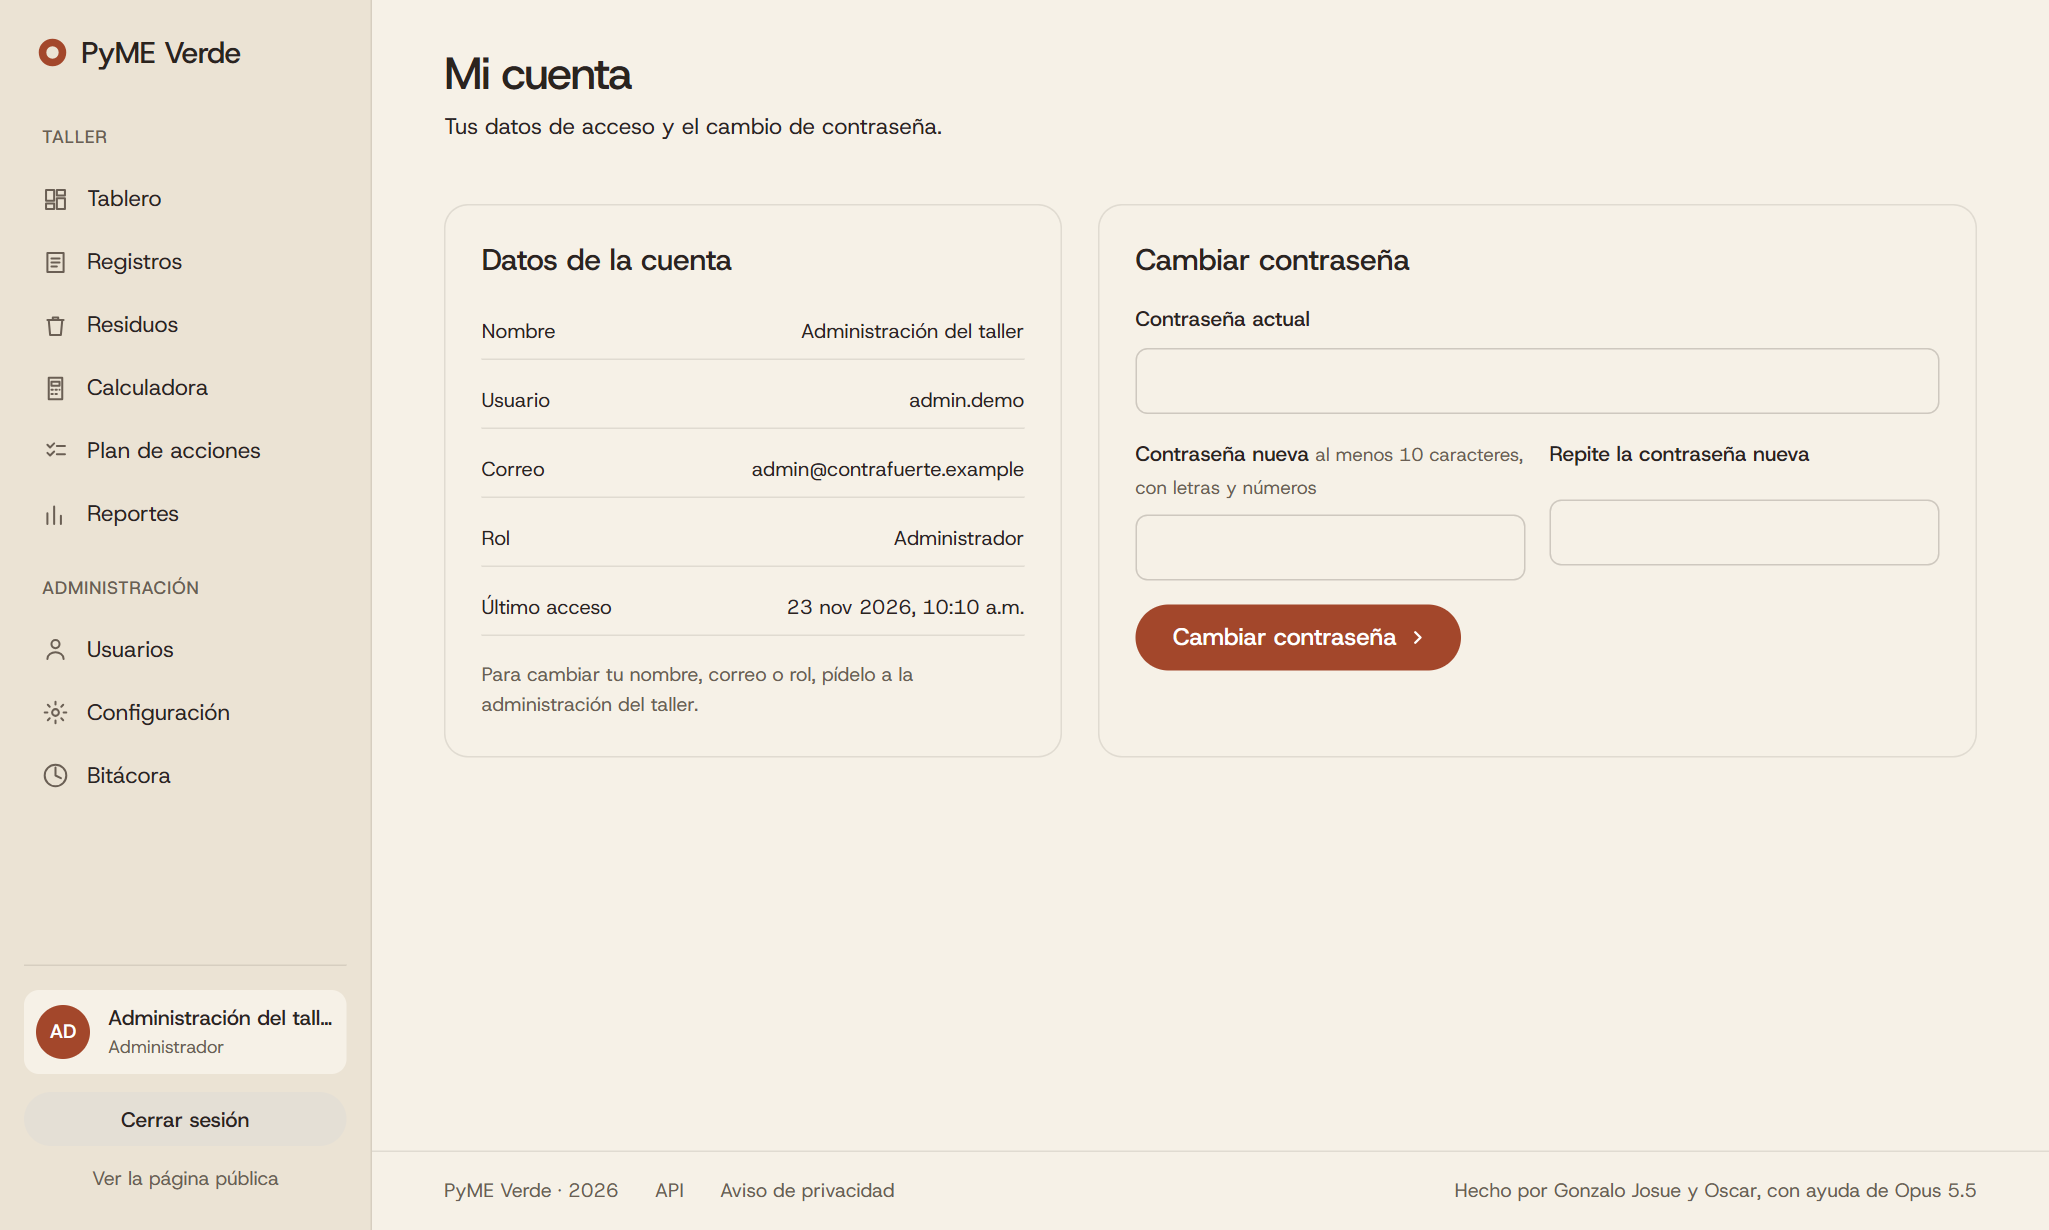 PyME Verde
TALLER
Tablero
Registros
Residuos
Calculadora
Plan de acciones
Reportes
ADMINISTRACIÓN
Usuarios
Configuración
Bitácora
AD
Administración del tall...
Administrador
Cerrar sesión
Ver la página pública
Mi cuenta
Tus datos de acceso y el cambio de contraseña.
Datos de la cuenta
Nombre Administración del taller
Usuario admin.demo
Correo admin@contrafuerte.example
Rol Administrador
Último acceso 23 nov 2026, 10:10 a.m.
Para cambiar tu nombre, correo o rol, pídelo a la
administración del taller.
Cambiar contraseña
Contraseña actual
Contraseña nueva al menos 10 caracteres,
con letras y números
Repite la contraseña nueva
Cambiar contraseña
PyME Verde · 2026 API Aviso de privacidad
Hecho por Gonzalo Josue y Oscar, con ayuda de Opus 5.5